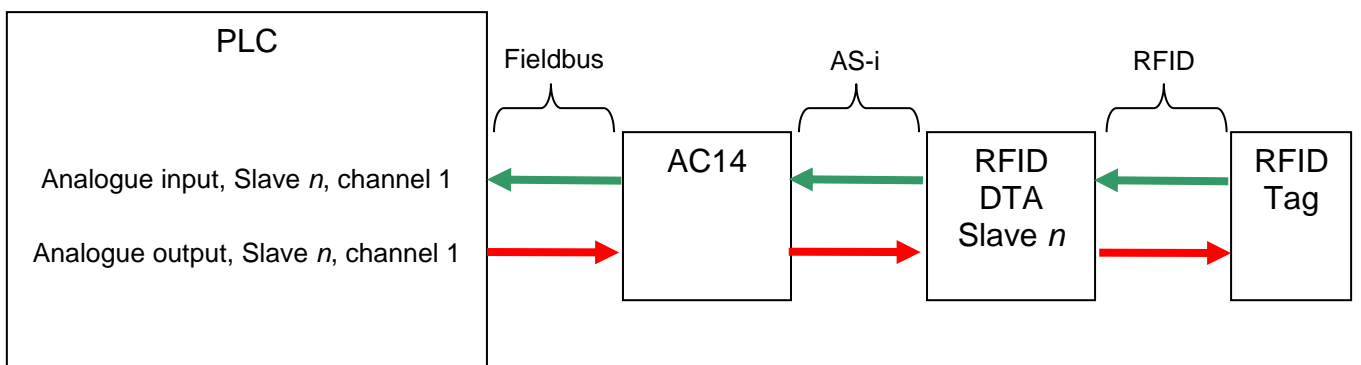 PLC
Fieldbus
AS-i
RFID
Analogue input, Slave n, channel 1
Analogue output, Slave n, channel 1
AC14
RFID
DTA
Slave n
RFID
Tag